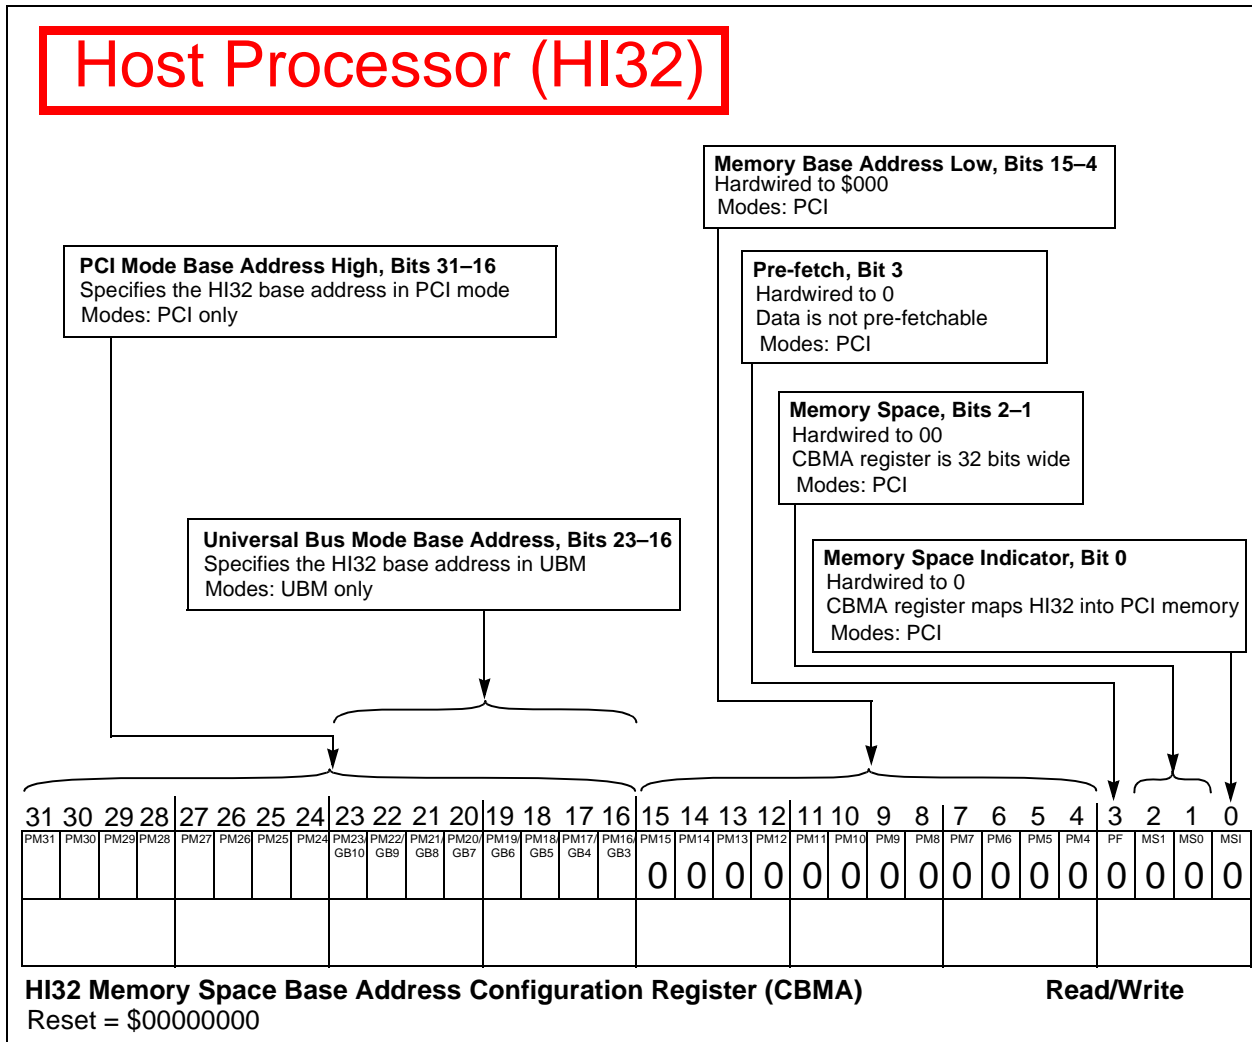 Host Processor (HI32)
Memory Base Address Low, Bits 15–4
Hardwired to $000
Modes: PCI
PCI Mode Base Address High, Bits 31–16
Specifies the HI32 base address in PCI mode
Modes: PCI only
Pre-fetch, Bit 3
Hardwired to 0
Data is not pre-fetchable
Modes: PCI
Memory Space, Bits 2–1
Hardwired to 00
CBMA register is 32 bits wide
Modes: PCI
Universal Bus Mode Base Address, Bits 23–16
Specifies the HI32 base address in UBM
Modes: UBM only
Memory Space Indicator, Bit 0
Hardwired to 0
CBMA register maps HI32 into PCI memory
Modes: PCI
31 30 29 28 27 26 25 24 23 22 21 20 19 18 17 16 15 14 13 12 11 10 9 8 7 6 5 4 3 2 1 0
PM31 PM30 PM29 PM28 PM27 PM26 PM25 PM24 PM23/ PM22/ PM21/ PM20/ PM19/ PM18/ PM17/ PM16/ PM15 PM14 PM13 PM12 PM11 PM10 PM9 PM8 PM7 PM6 PM5 PM4 PF MS1 MS0 MSI
GB10 GB9 GB8 GB7 GB6 GB5 GB4 GB3
0 0 0 0 0 0 0 0 0 0 0 0 0 0 0 0
HI32 Memory Space Base Address Configuration Register (CBMA) Read/Write
Reset = $00000000